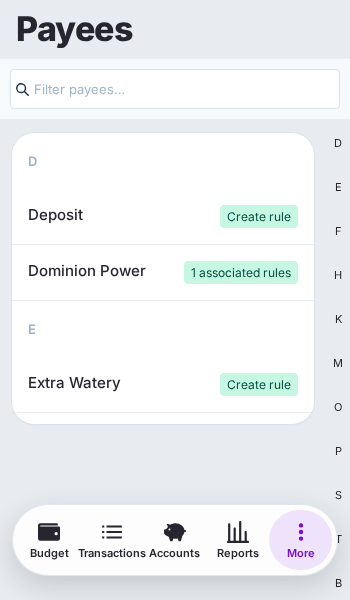 Payees
Filter payees...
D
Deposit
Create rule
Dominion Power
1 associated rules
E
Extra Watery
Create rule
D
E
F
H
K
M
O
P
S
T
B
Budget
Transactions
Accounts
Reports
More